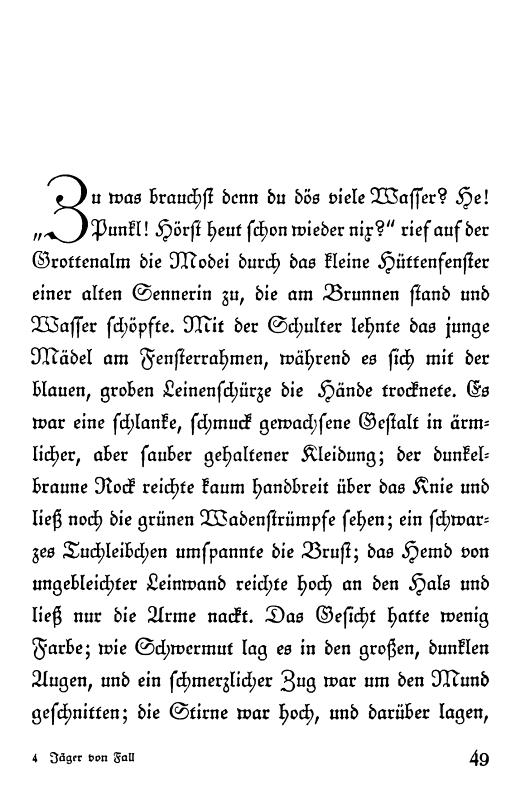 „Zu was brauchst denn du dös viele Wasser? He!
Punkl! Hörst heut schon wieder nix?“ rief auf der
Grottenalm die Modei durch das kleine Hüttenfenster
einer alten Sennerin zu, die am Brunnen stand und
Wasser schöpfte. Mit der Schulter lehnte das junge
Mädel am Fensterrahmen, während es sich mit der
blauen, groben Leinenschürze die Hände trocknete. Es
war eine schlanke, schmuck gewachsene Gestalt in ärm-
licher, aber sauber gehaltener Kleidung; der dunkel-
braune Rock reichte kaum handbreit über das Knie und
ließ noch die grünen Wadenstrümpfe sehen; ein schwar-
zes Tuchleibchen umspannte die Brust; das Hemd von
ungebleichter Leinwand reichte hoch an den Hals und
ließ nur die Arme nackt. Das Gesicht hatte wenig
Farbe; wie Schwermut lag es in den großen, dunklen
Augen, und ein schmerzlicher Zug war um den Mund
geschnitten; die Stirne war hoch, und darüber lagen,
4 Jäger von Fall 49